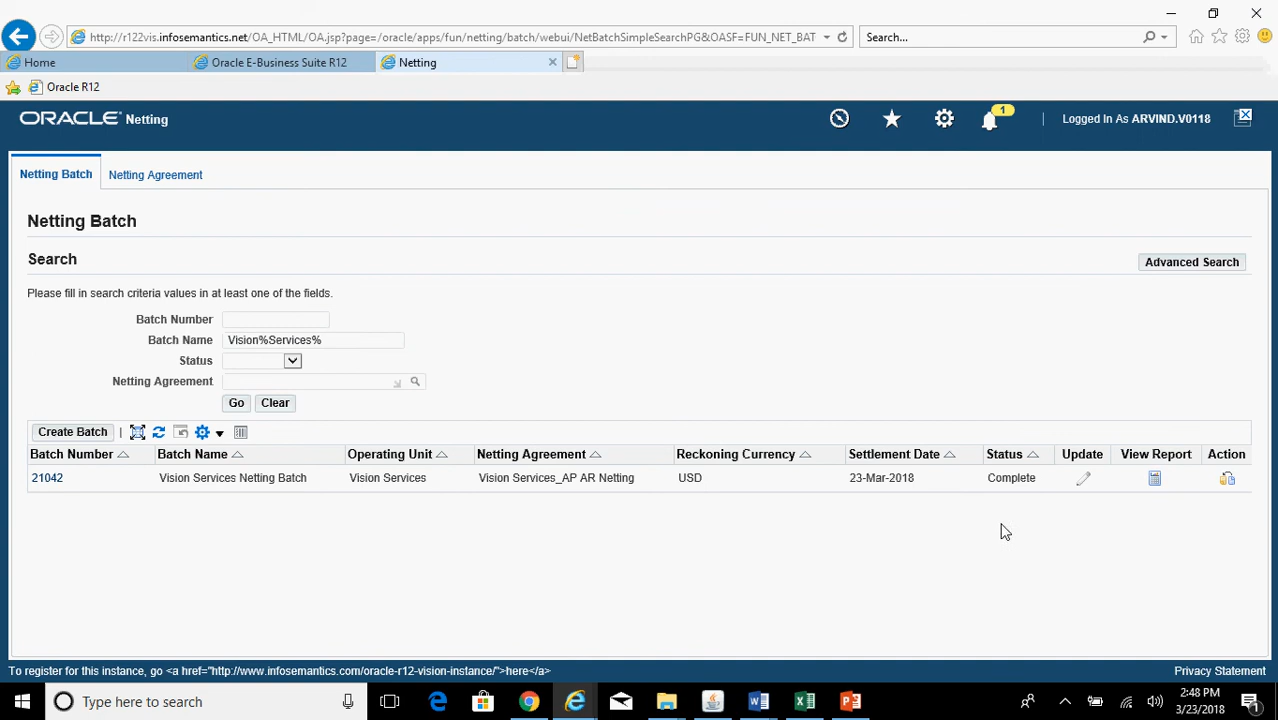 http://r122vis.infosemantics.net/OA_HTML/OA.jsp?page=/oracle/apps/fun/netting/batch/webui/NetBatchSimpleSearchPG&OASF=FUN_NET_BAT
Search...
Home
Oracle E-Business Suite R12
Netting
Oracle R12
ORACLE Netting
1
Logged In As ARVIND.V0118
Netting Batch
Netting Agreement
Netting Batch
Search
Advanced Search
Please fill in search criteria values in at least one of the fields.
Batch Number
Batch Name Vision%Services%
Status
Netting Agreement
Go Clear
Create Batch
Batch Number Batch Name Operating Unit Netting Agreement Reckoning Currency Settlement Date Status Update View Report Action
21042 Vision Services Netting Batch Vision Services Vision Services_AP AR Netting USD 23-Mar-2018 Complete
To register for this instance, go <a href="http://www.infosemantics.com/oracle-r12-vision-instance/">here</a>
Privacy Statement
Type here to search
2:48 PM
3/23/2018
1